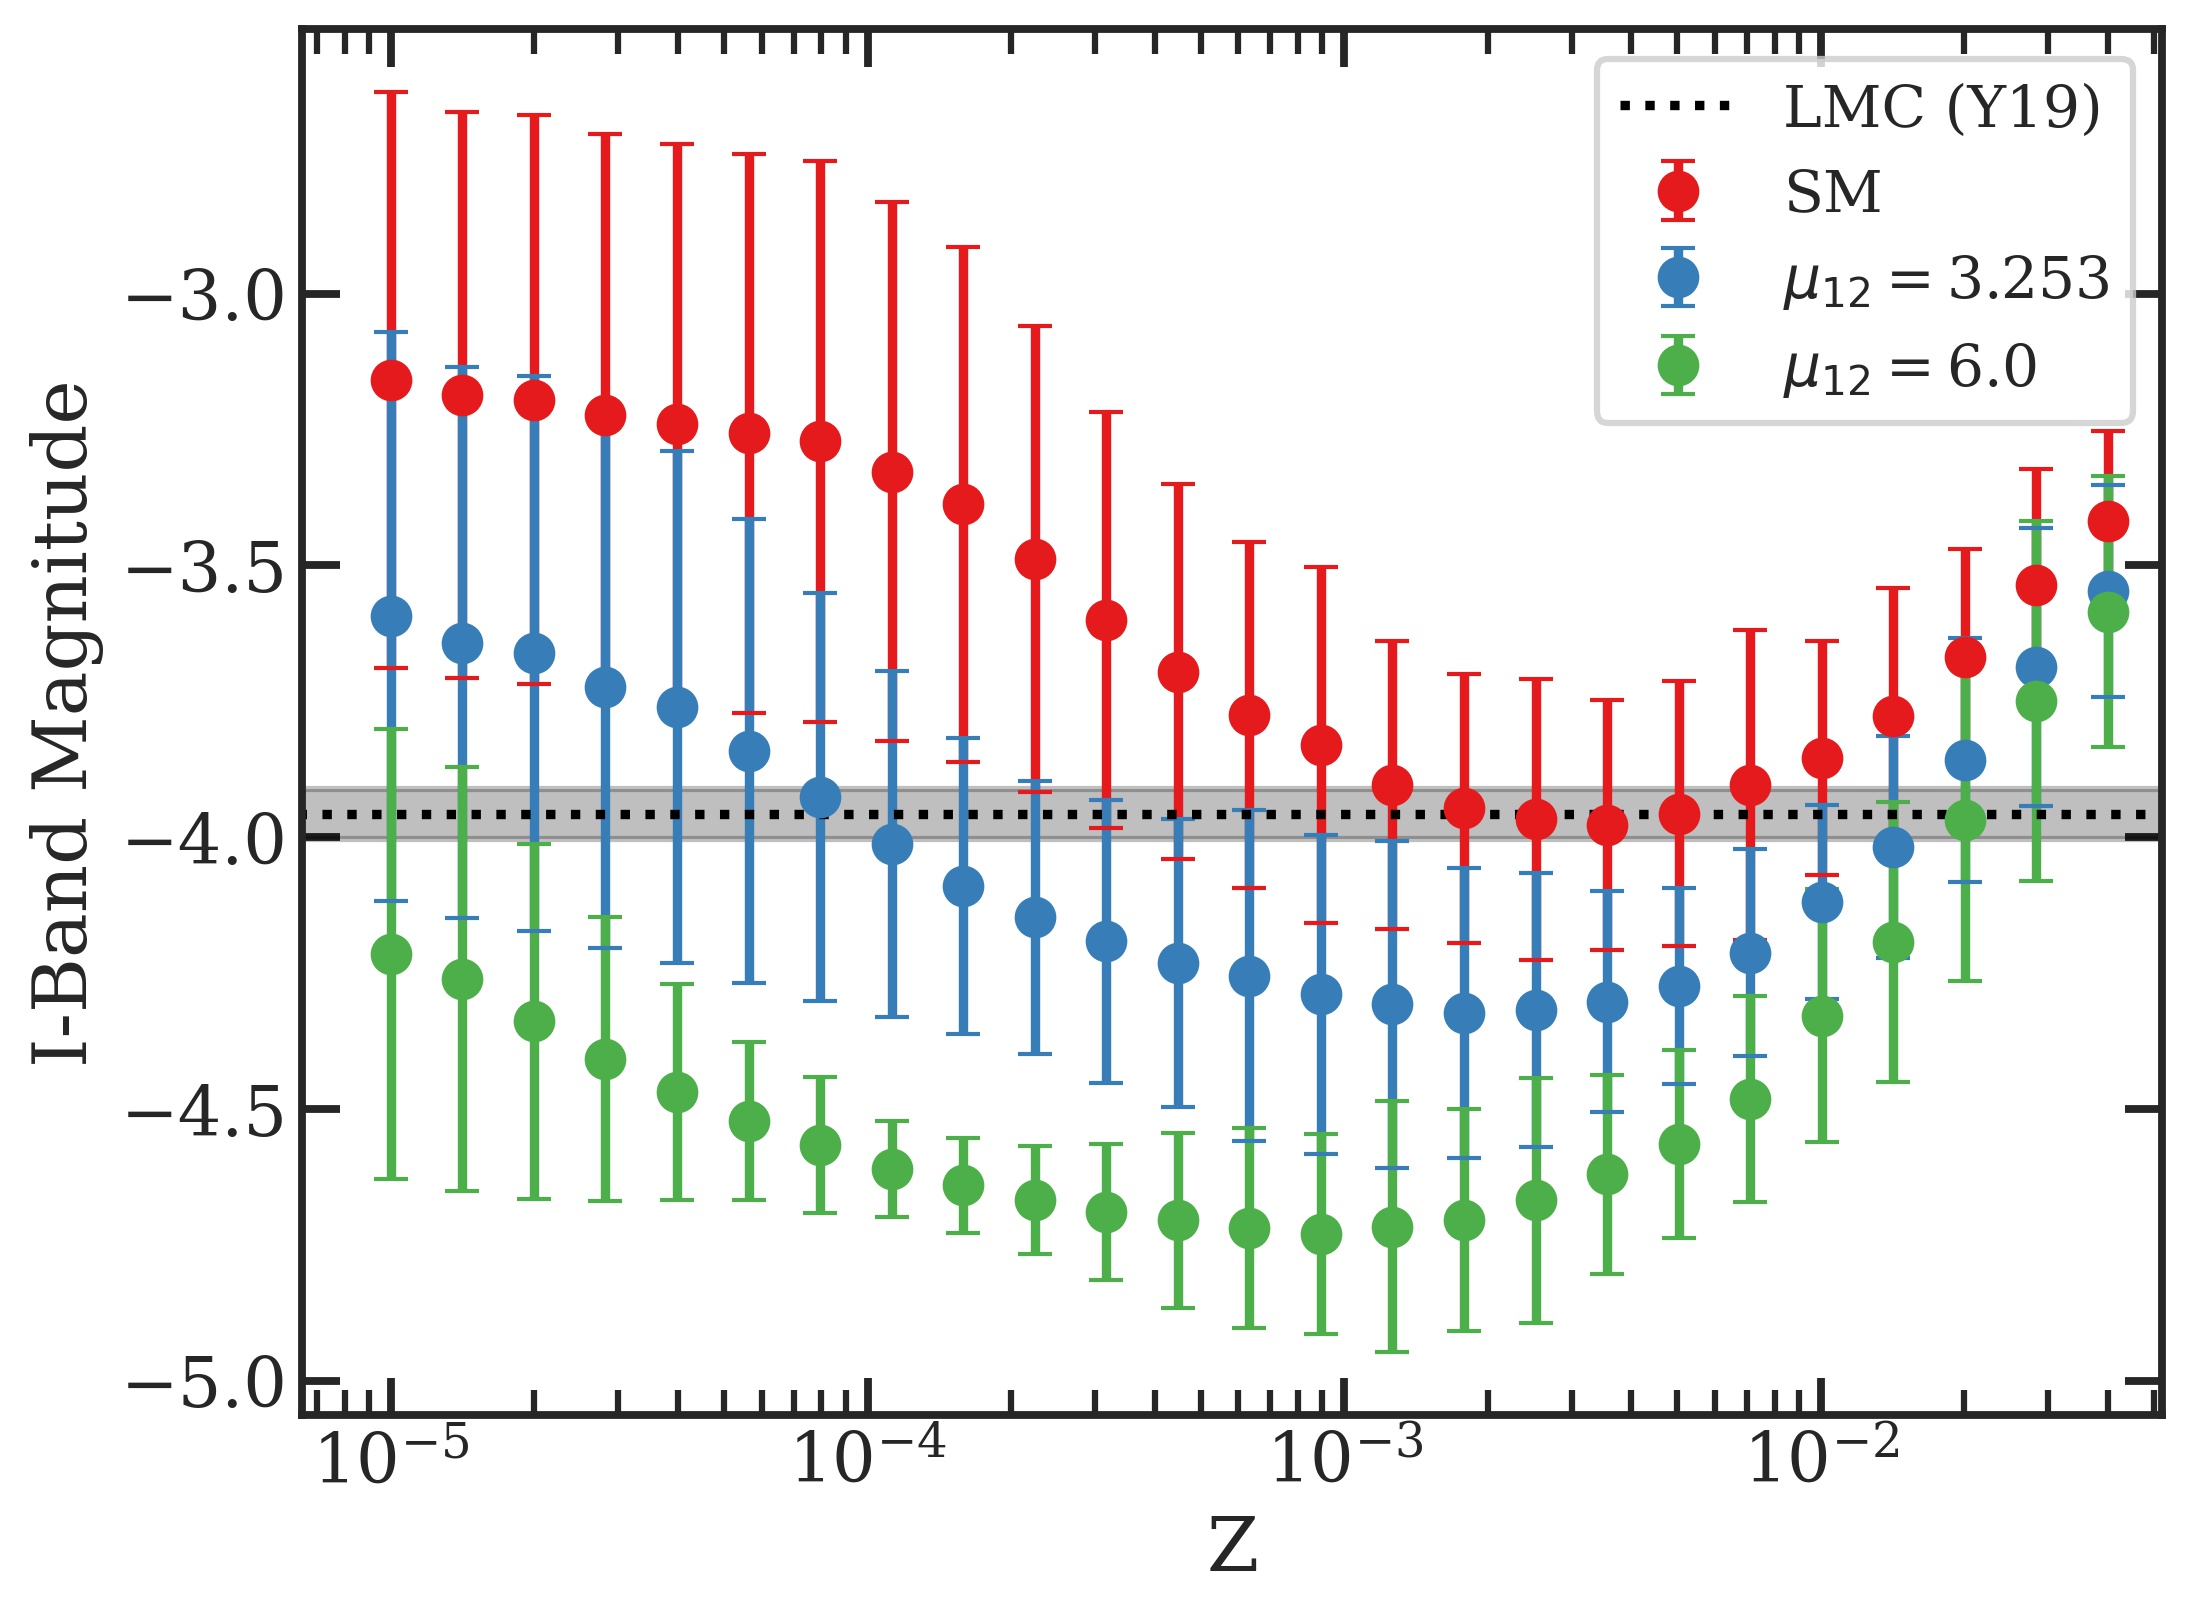 I-Band Magnitude
−3.0
−3.5
−4.0
−4.5
−5.0
LMC (Y19)
SM
μ₁₂ = 3.253
μ₁₂ = 6.0
10⁻⁵
10⁻⁴
10⁻³
10⁻²
Z